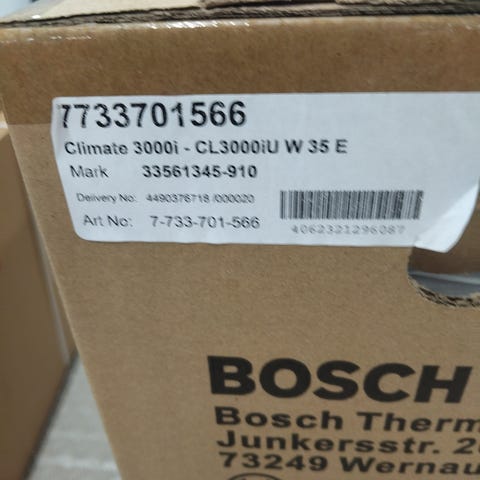 7733701566
Climate 3000i - CL3000iU W 35 E
Mark 33561345-910
Delivery No: 4490376718 /000020
Art No: 7-733-701-566
4062321296087
BOSCH
Bosch Therm
Junkersstr. 2
73249 Wernau